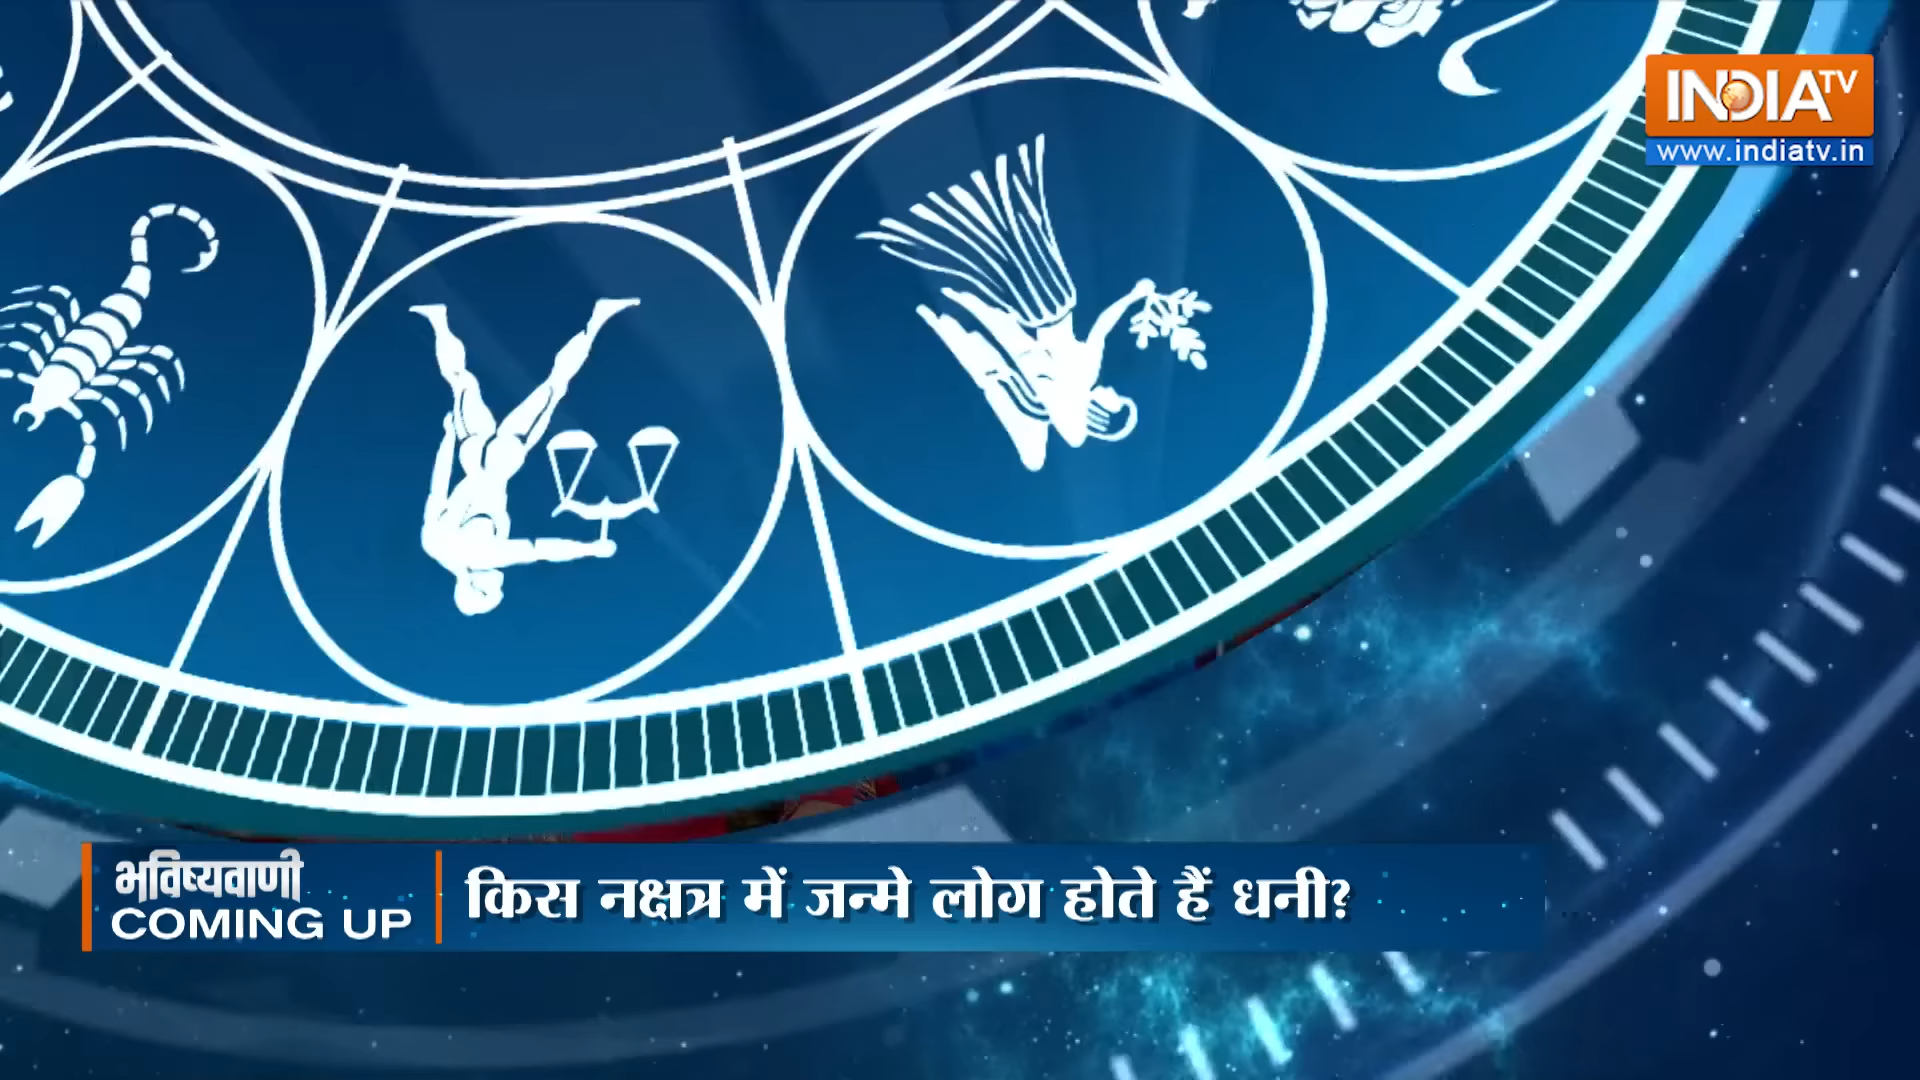 INDIA TV
www.indiatv.in
भविष्यवाणी
COMING UP
किस नक्षत्र में जन्मे लोग होते हैं धनी?